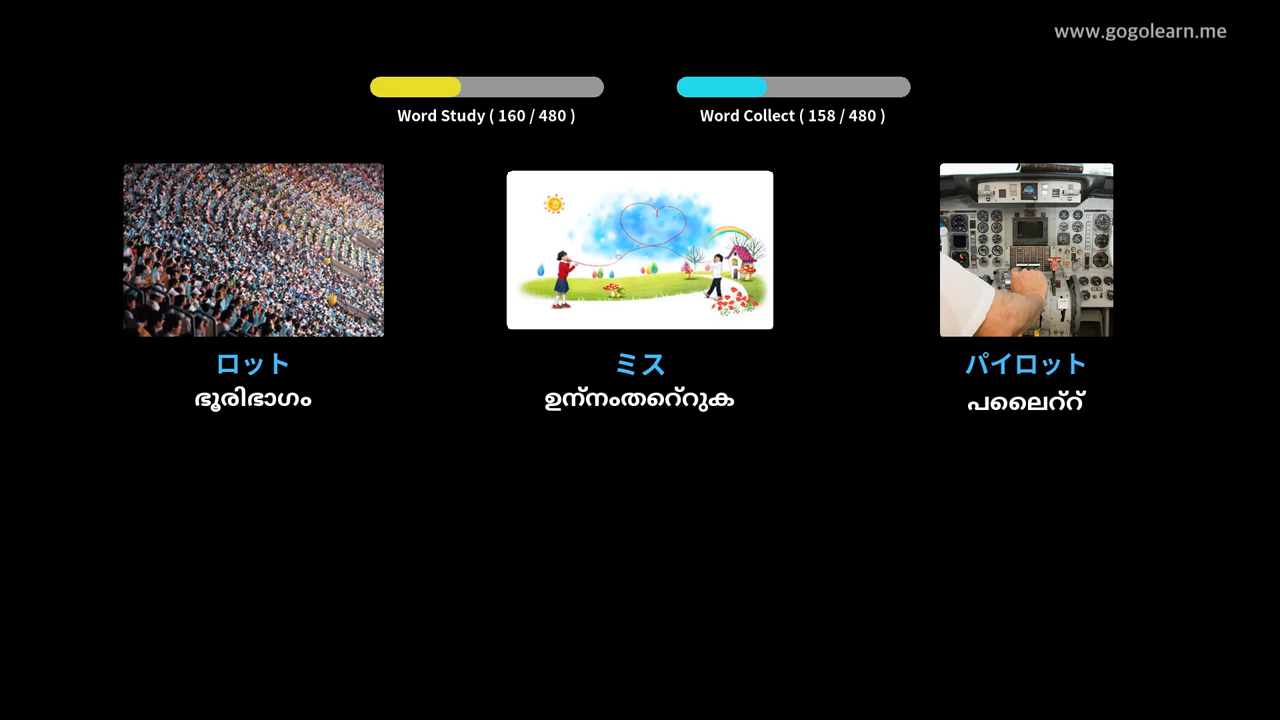 www.gogolearn.me
Word Study ( 160 / 480 )
Word Collect ( 158 / 480 )
ロット
ഭൂരിഭാഗം
ミス
ഉന്നംതെറ്റുക
パイロット
പൈലറ്റ്